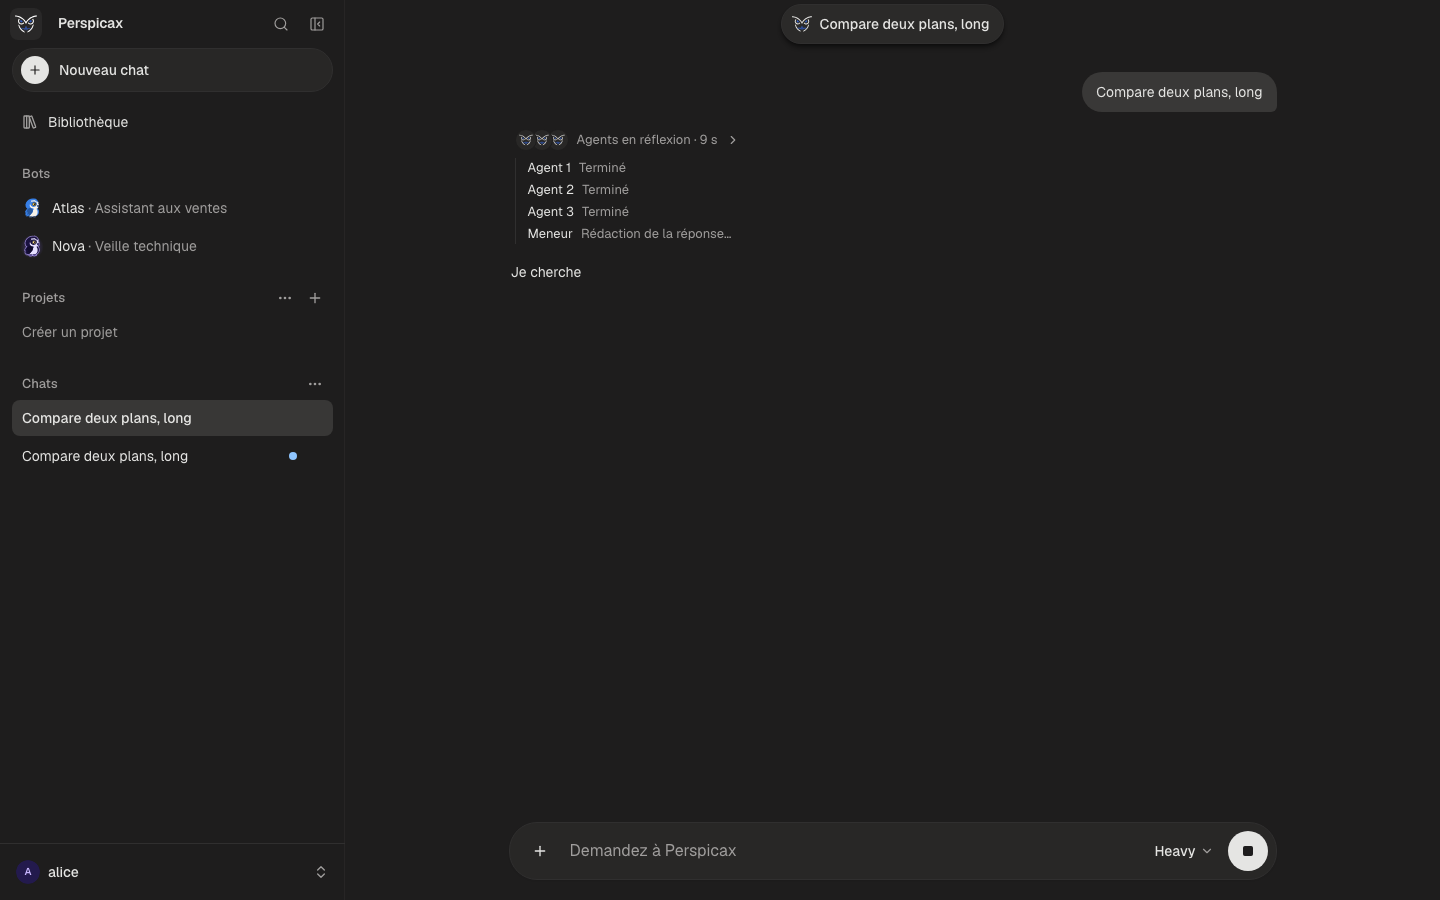 Perspicax
Nouveau chat
Bibliothèque
Bots
Atlas · Assistant aux ventes
Nova · Veille technique
Projets
Créer un projet
Chats
Compare deux plans, long
Compare deux plans, long
A alice
Compare deux plans, long
Compare deux plans, long
Agents en réflexion · 9 s
Agent 1 Terminé
Agent 2 Terminé
Agent 3 Terminé
Meneur Rédaction de la réponse…
Je cherche
Demandez à Perspicax
Heavy